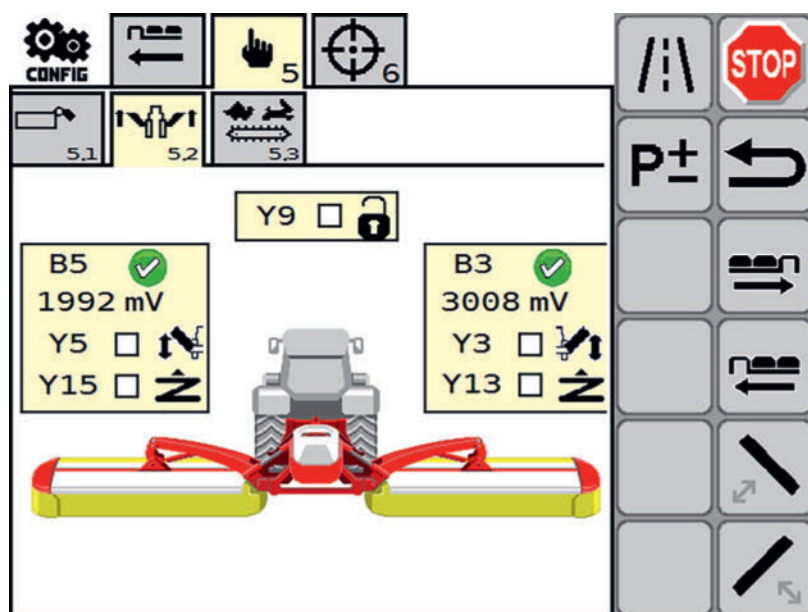 CONFIG
5
6
STOP
5.1
5.2
5.3
P±
Y9
B5
1992 mV
Y5
Y15
B3
3008 mV
Y3
Y13